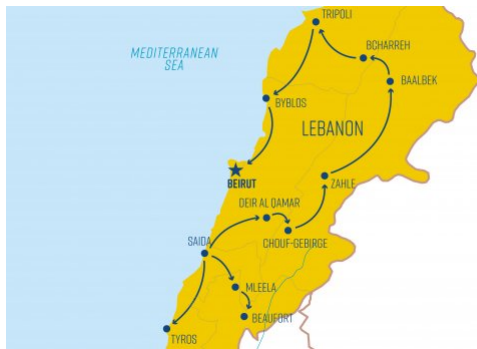 TRIPOLI
MEDITERRANEAN
SEA
BCHARREH
BAALBEK
BYBLOS
LEBANON
BEIRUT
ZAHLE
DEIR AL QAMAR
CHOUF-GEBIRGE
SAIDA
MLEELA
BEAUFORT
TYROS